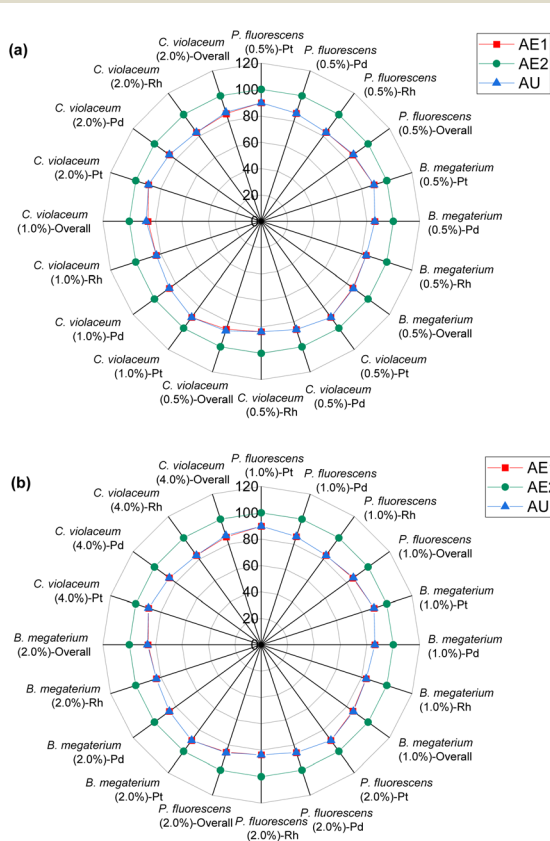 (a)
P. fluorescens
(0.5%)-Pt
P. fluorescens
(0.5%)-Pd
P. fluorescens
(0.5%)-Rh
P. fluorescens
(0.5%)-Overall
B. megaterium
(0.5%)-Pt
B. megaterium
(0.5%)-Pd
B. megaterium
(0.5%)-Rh
B. megaterium
(0.5%)-Overall
C. violaceum
(0.5%)-Pt
C. violaceum
(0.5%)-Pd
C. violaceum
(0.5%)-Rh
C. violaceum
(0.5%)-Overall
C. violaceum
(1.0%)-Pt
C. violaceum
(1.0%)-Pd
C. violaceum
(1.0%)-Rh
C. violaceum
(1.0%)-Overall
C. violaceum
(2.0%)-Pt
C. violaceum
(2.0%)-Pd
C. violaceum
(2.0%)-Rh
C. violaceum
(2.0%)-Overall
120
100
80
60
40
20
0
AE1
AE2
AU
(b)
P. fluorescens
(1.0%)-Pt
P. fluorescens
(1.0%)-Pd
P. fluorescens
(1.0%)-Rh
P. fluorescens
(1.0%)-Overall
B. megaterium
(1.0%)-Pt
B. megaterium
(1.0%)-Pd
B. megaterium
(1.0%)-Rh
B. megaterium
(1.0%)-Overall
P. fluorescens
(2.0%)-Pt
P. fluorescens
(2.0%)-Pd
P. fluorescens
(2.0%)-Rh
P. fluorescens
(2.0%)-Overall
B. megaterium
(2.0%)-Pt
B. megaterium
(2.0%)-Pd
B. megaterium
(2.0%)-Rh
B. megaterium
(2.0%)-Overall
C. violaceum
(4.0%)-Pt
C. violaceum
(4.0%)-Pd
C. violaceum
(4.0%)-Rh
C. violaceum
(4.0%)-Overall
120
100
80
60
40
20
0
AE
AE2
AU